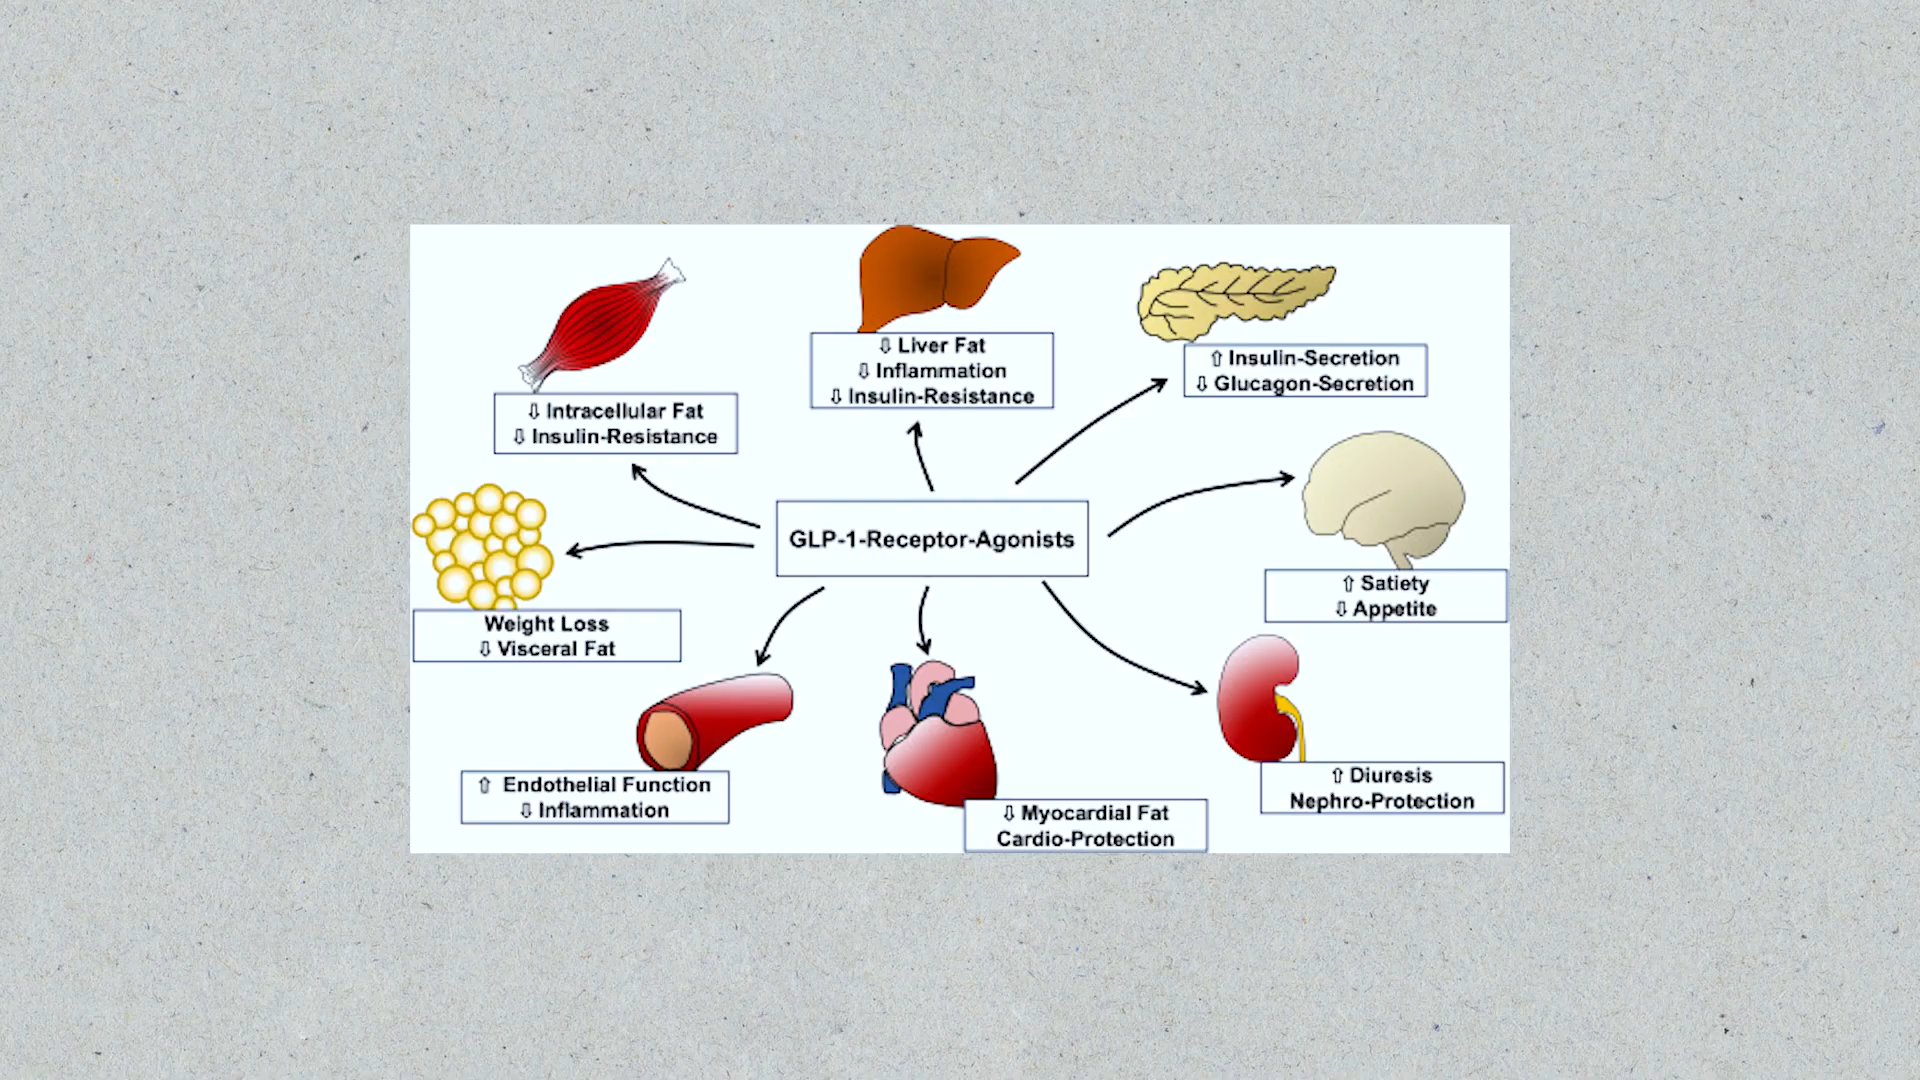 ⇩ Liver Fat
⇩ Inflammation
⇩ Insulin-Resistance
⇧ Insulin-Secretion
⇩ Glucagon-Secretion
⇩ Intracellular Fat
⇩ Insulin-Resistance
GLP-1-Receptor-Agonists
⇧ Satiety
⇩ Appetite
Weight Loss
⇩ Visceral Fat
⇧ Endothelial Function
⇩ Inflammation
⇩ Myocardial Fat
Cardio-Protection
⇧ Diuresis
Nephro-Protection